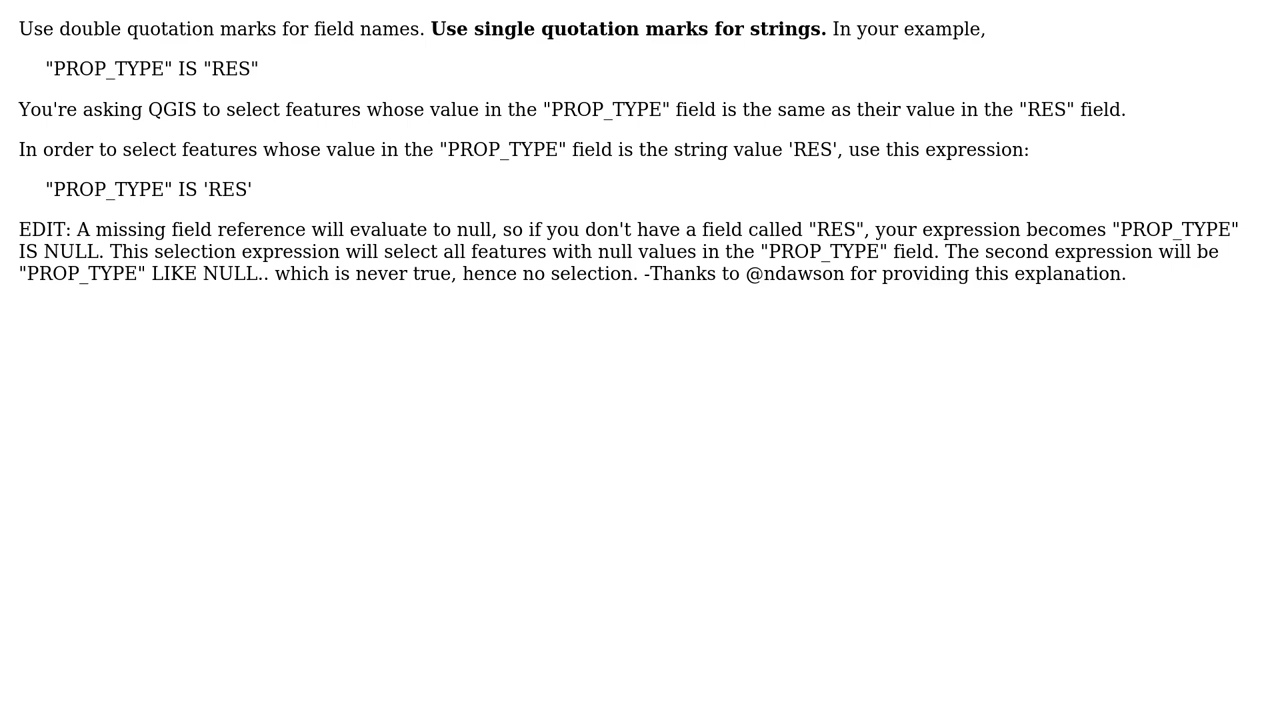 Use double quotation marks for field names. Use single quotation marks for strings. In your example,
"PROP_TYPE" IS "RES"
You're asking QGIS to select features whose value in the "PROP_TYPE" field is the same as their value in the "RES" field.
In order to select features whose value in the "PROP_TYPE" field is the string value 'RES', use this expression:
"PROP_TYPE" IS 'RES'
EDIT: A missing field reference will evaluate to null, so if you don't have a field called "RES", your expression becomes "PROP_TYPE"
IS NULL. This selection expression will select all features with null values in the "PROP_TYPE" field. The second expression will be
"PROP_TYPE" LIKE NULL.. which is never true, hence no selection. -Thanks to @ndawson for providing this explanation.